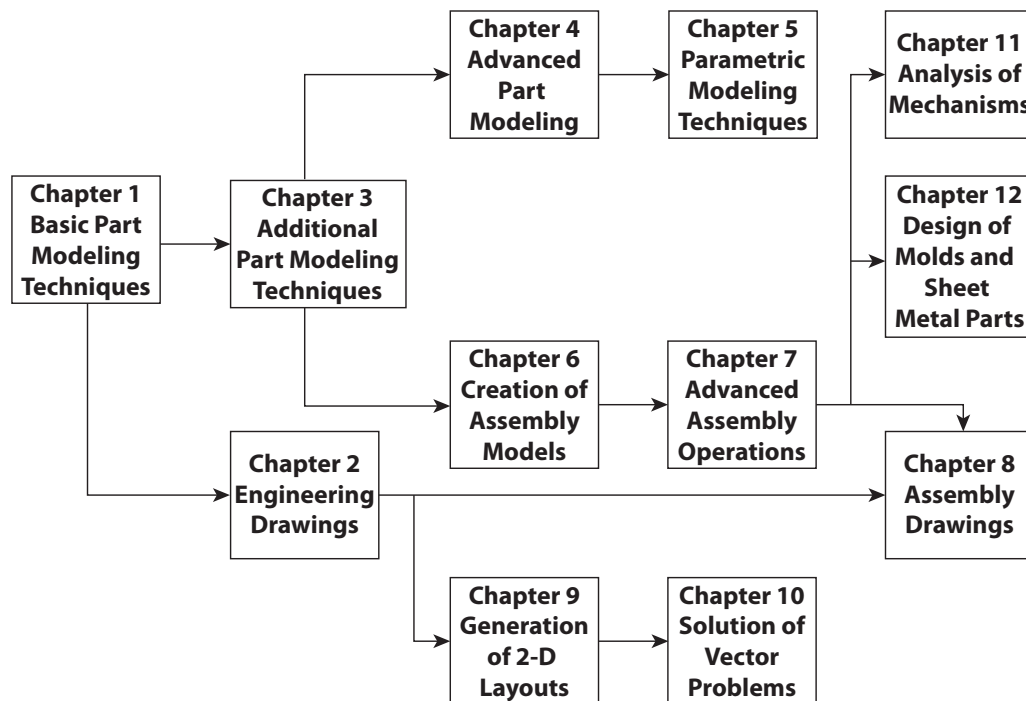 Chapter 4
Advanced
Part
Modeling
Chapter 5
Parametric
Modeling
Techniques
Chapter 11
Analysis of
Mechanisms
Chapter 1
Basic Part
Modeling
Techniques
Chapter 3
Additional
Part Modeling
Techniques
Chapter 12
Design of
Molds and
Sheet
Metal Parts
Chapter 6
Creation of
Assembly
Models
Chapter 7
Advanced
Assembly
Operations
Chapter 2
Engineering
Drawings
Chapter 8
Assembly
Drawings
Chapter 9
Generation
of 2-D
Layouts
Chapter 10
Solution of
Vector
Problems